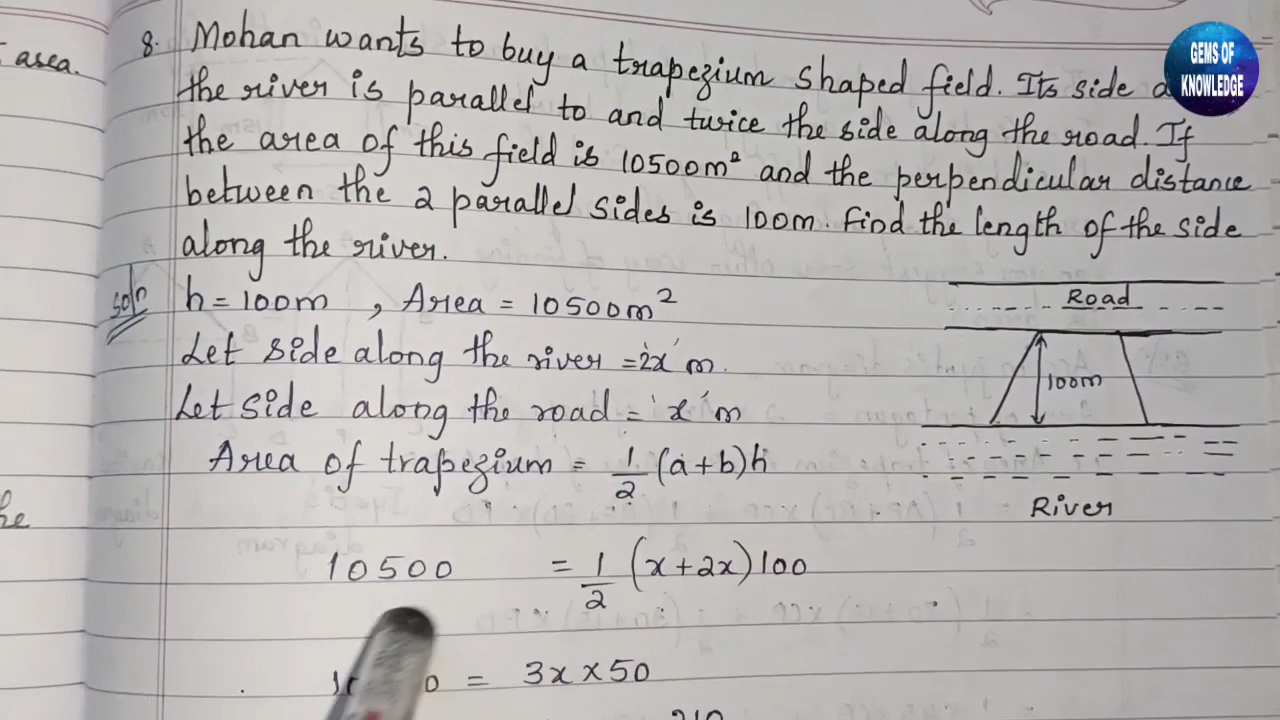 area.
8. Mohan wants to buy a trapezium shaped field. Its side
GEMS OF
KNOWLEDGE
the river is parallel to and twice the side along the road. If
the area of this field is 10500m² and the perpendicular distance
between the 2 parallel sides is 100m. Find the length of the side
along the river.
Soln h = 100m , Area = 10500m²
Let side along the river = '2x' m.
Let side along the road = 'x' m
Area of trapezium = 1/2 (a+b)h
10500 = 1/2 (x+2x)100
= 3x x 50
210
Road
100m
River
he